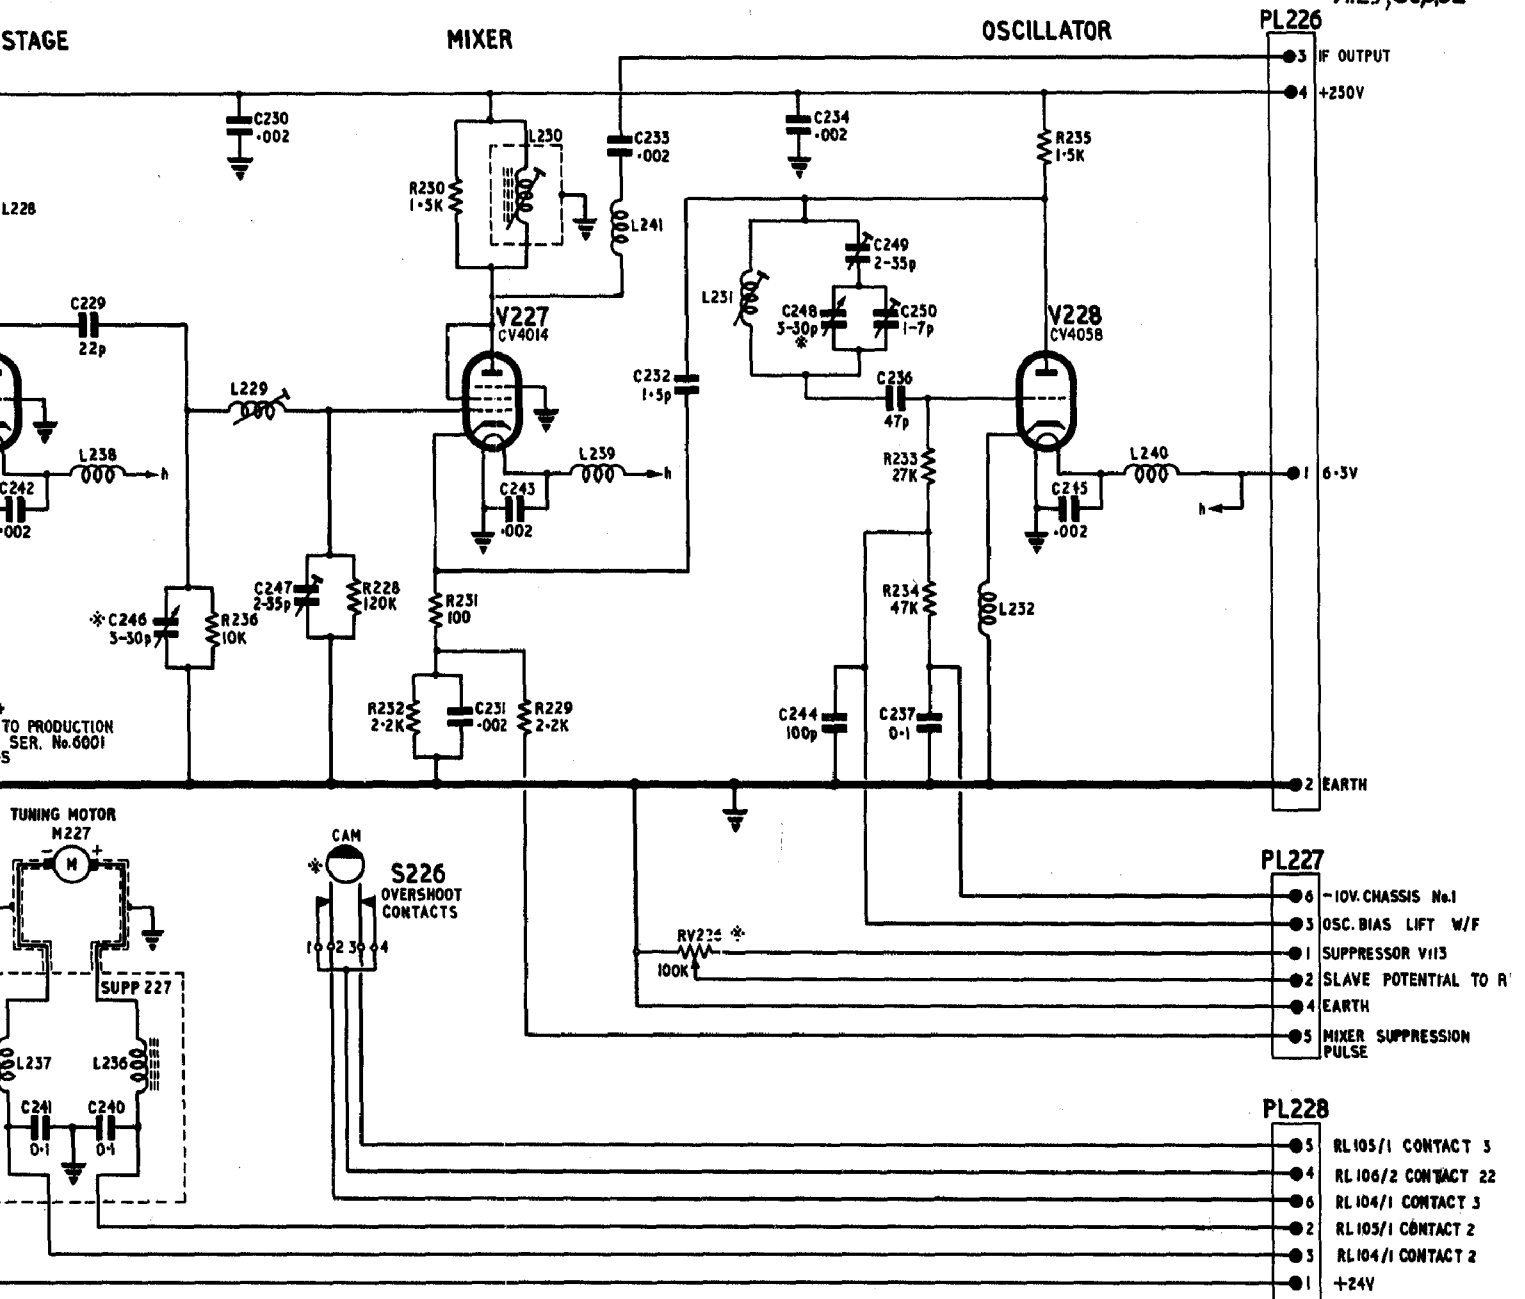 STAGE
MIXER
OSCILLATOR
PL226
3 IF OUTPUT
4 +250V
C230
·002
L230
C233
·002
C234
·002
R235
1·5K
R230
1·5K
L228
L241
C249
2-35p
L231
C248
3-30p
※
C250
1-7p
C229
22p
V227
CV4014
V228
CV4058
C232
1·5p
L229
C236
47p
L238
h
L239
h
R233
27K
L240
1 6·3V
h
C242
·002
C243
·002
C245
·002
※ C246
3-30p
R236
10K
C247
2-35p
R228
120K
R231
100
R234
47K
L232
R232
2·2K
C231
·002
R229
2·2K
C244
100p
C237
0·1
TO PRODUCTION
SER. No.6001
S
2 EARTH
TUNING MOTOR
M227
- +
M
CAM
※
S226
OVERSHOOT
CONTACTS
1 2 3 4
PL227
6 -10V. CHASSIS No.1
3 OSC. BIAS LIFT W/F
RV226 ※
100K
1 SUPPRESSOR V113
2 SLAVE POTENTIAL TO R
4 EARTH
5 MIXER SUPPRESSION
PULSE
SUPP 227
L237
L236
C241
0·1
C240
0·1
PL228
5 RL105/1 CONTACT 3
4 RL106/2 CONTACT 22
6 RL104/1 CONTACT 3
2 RL105/1 CONTACT 2
3 RL104/1 CONTACT 2
1 +24V